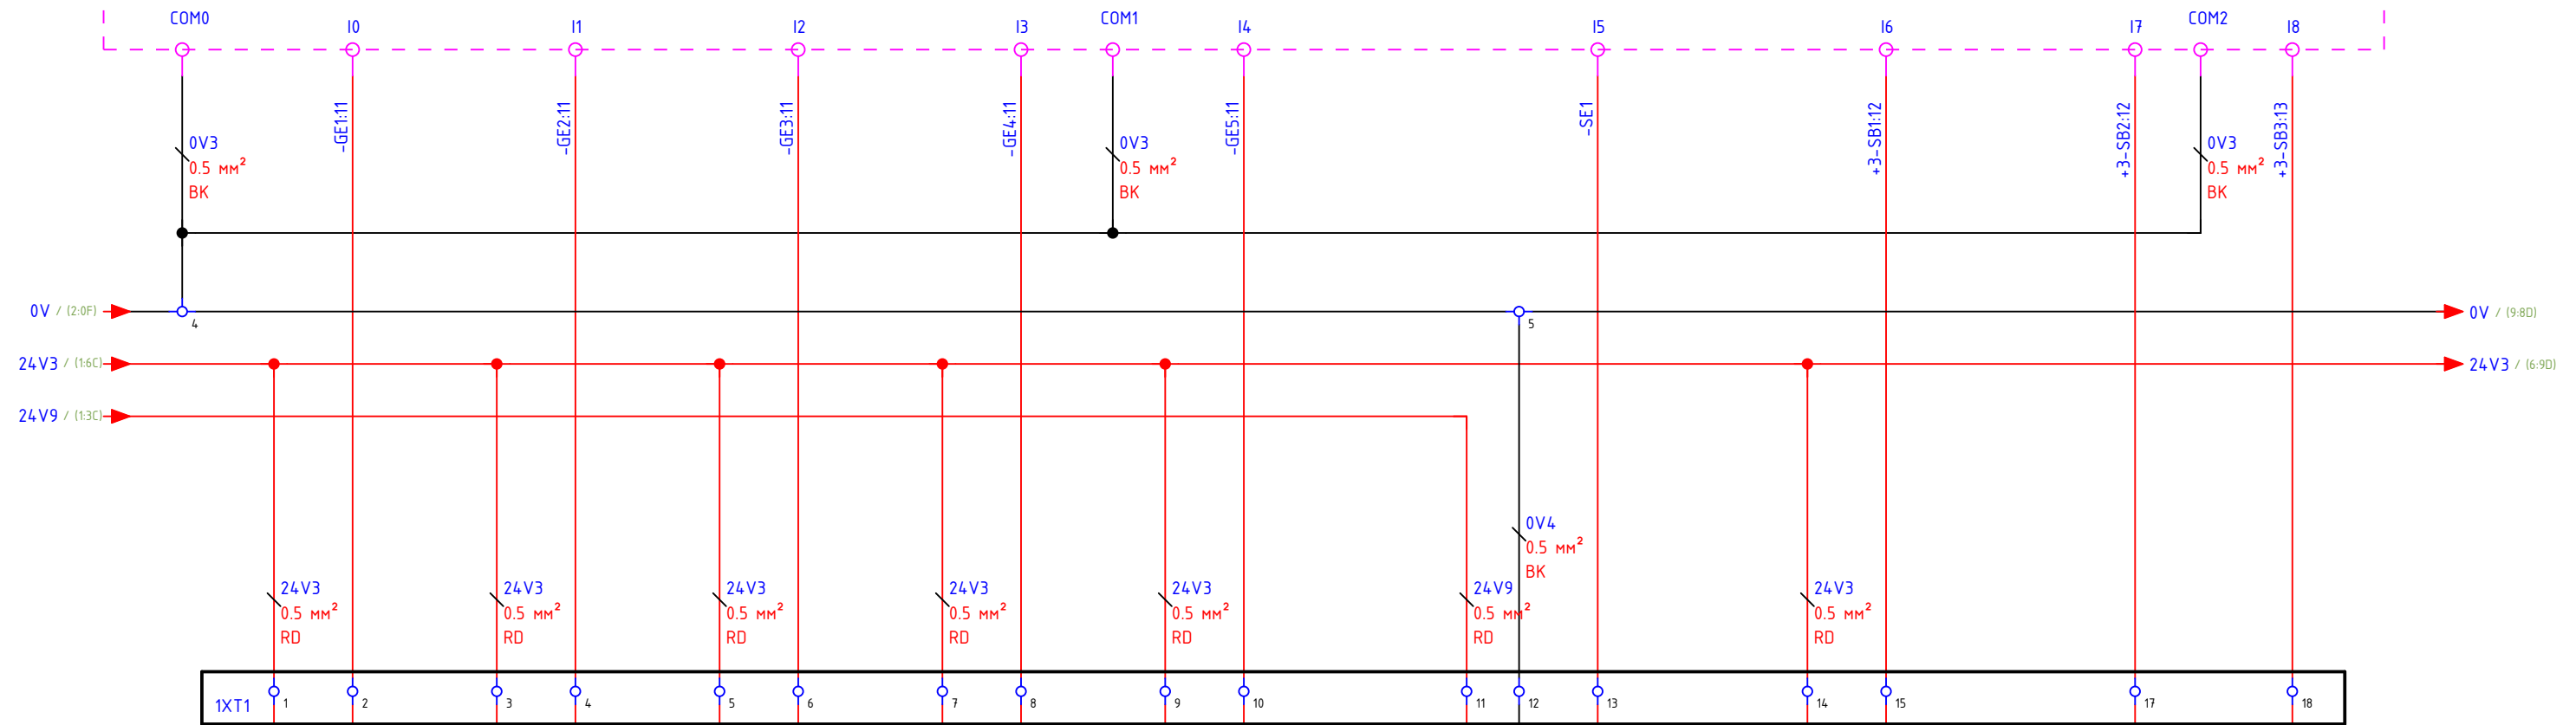 COM0
I0
I1
I2
I3
COM1
I4
I5
I6
I7
COM2
I8
-GE1:11
-GE2:11
-GE3:11
-GE4:11
-GE5:11
-SE1
+3-SB1:12
+3-SB2:12
+3-SB3:13
0V3
0.5 мм²
BK
0V3
0.5 мм²
BK
0V3
0.5 мм²
BK
0V / (2:0F)
4
5
0V / (9:8D)
24V3 / (1:6C)
24V3 / (6:9D)
24V9 / (1:3C)
0V4
0.5 мм²
BK
24V3
0.5 мм²
RD
24V3
0.5 мм²
RD
24V3
0.5 мм²
RD
24V3
0.5 мм²
RD
24V3
0.5 мм²
RD
24V9
0.5 мм²
RD
24V3
0.5 мм²
RD
1XT1
1
2
3
4
5
6
7
8
9
10
11
12
13
14
15
17
18